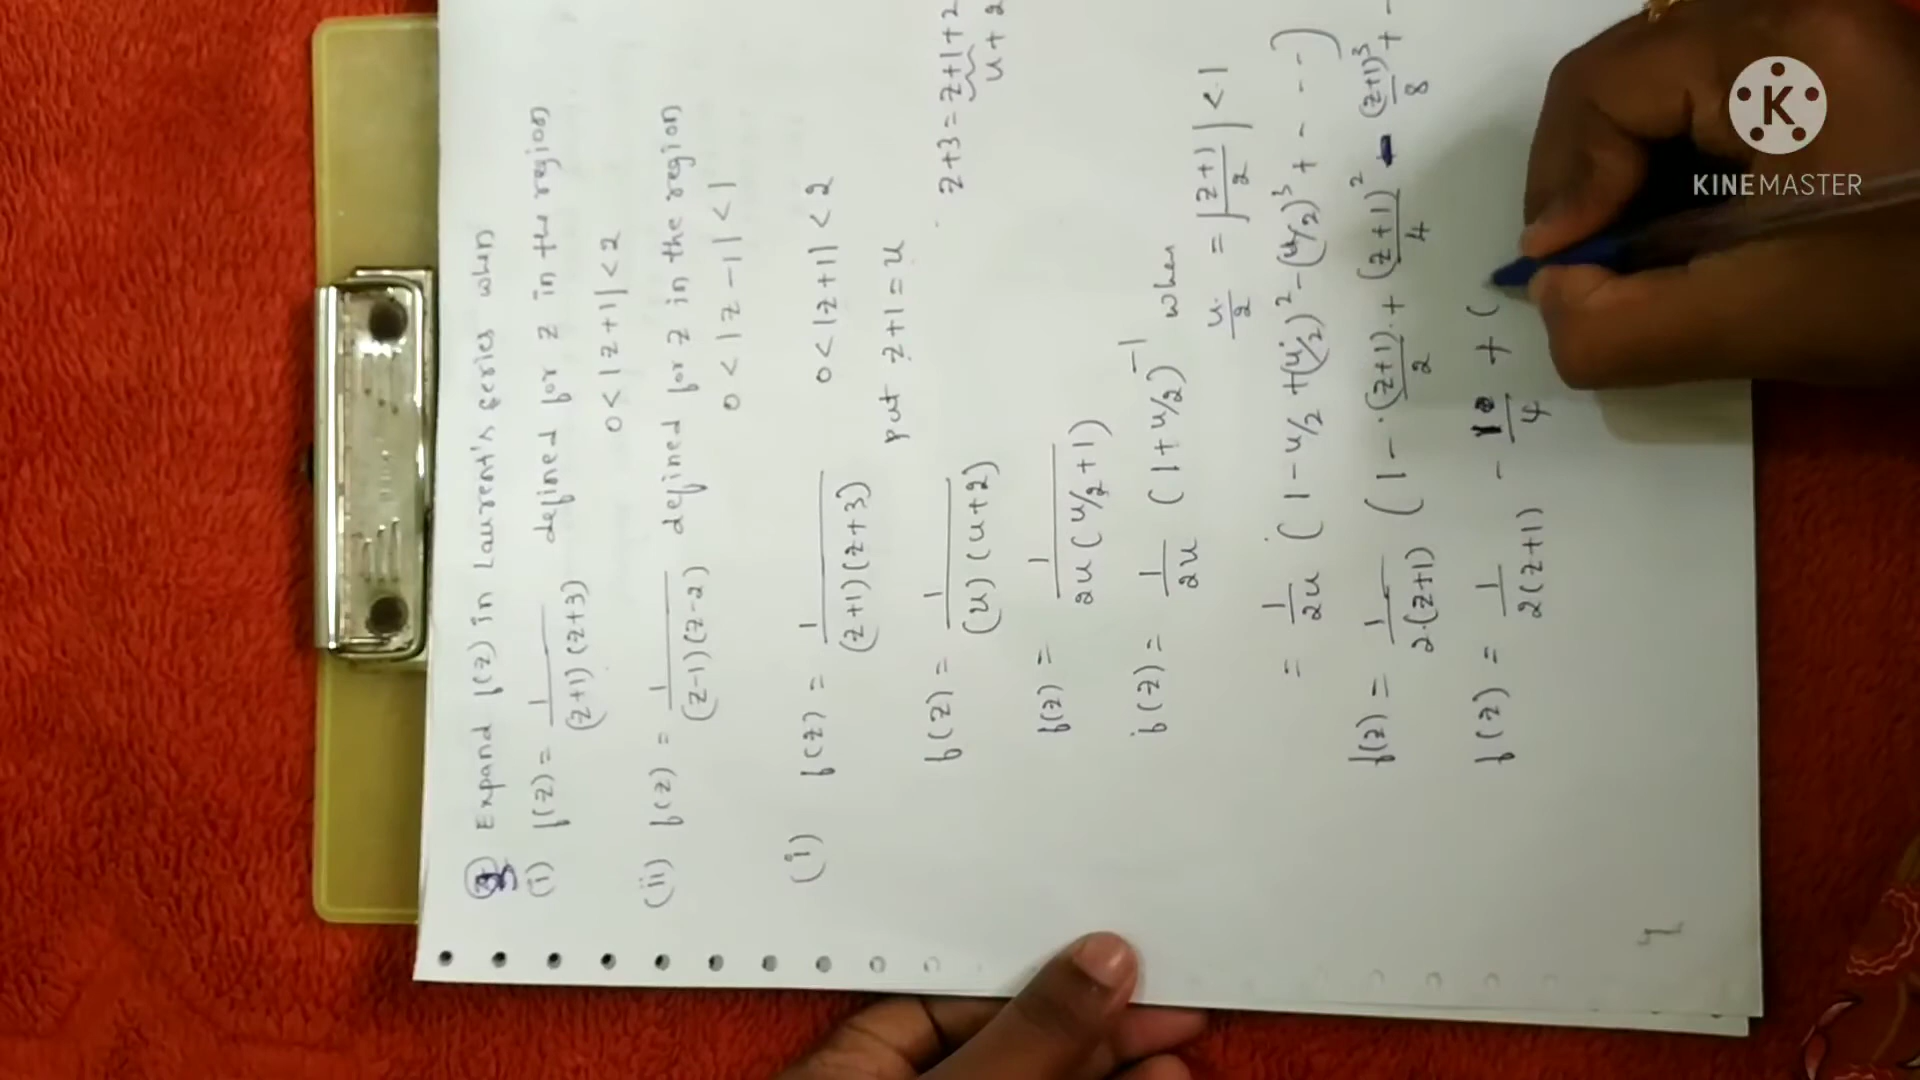 ③ Expand f(z) in Laurent's series when
(i) f(z) = 1/((z+1)(z+3)) defined for z in the region
0 < |z+1| < 2
(ii) f(z) = 1/((z-1)(z-2)) defined for z in the region
0 < |z-1| < 1
(i) f(z) = 1/((z+1)(z+3)) 0 < |z+1| < 2
put z+1 = u
f(z) = 1/((u)(u+2)) z+3 = z+1+2
u+2
f(z) = 1/(2u(u/2+1))
f(z) = 1/2u (1+u/2)^-1 when
u/2 = |z+1/2| < 1
= 1/2u (1 - u/2 + (u/2)^2 - (u/2)^3 + - - -)
f(z) = 1/(2·(z+1)) (1 - (z+1)/2 + (z+1)^2/4 - (z+1)^3/8 + -
f(z) = 1/(2(z+1)) - 1/4 + (
KINEMASTER